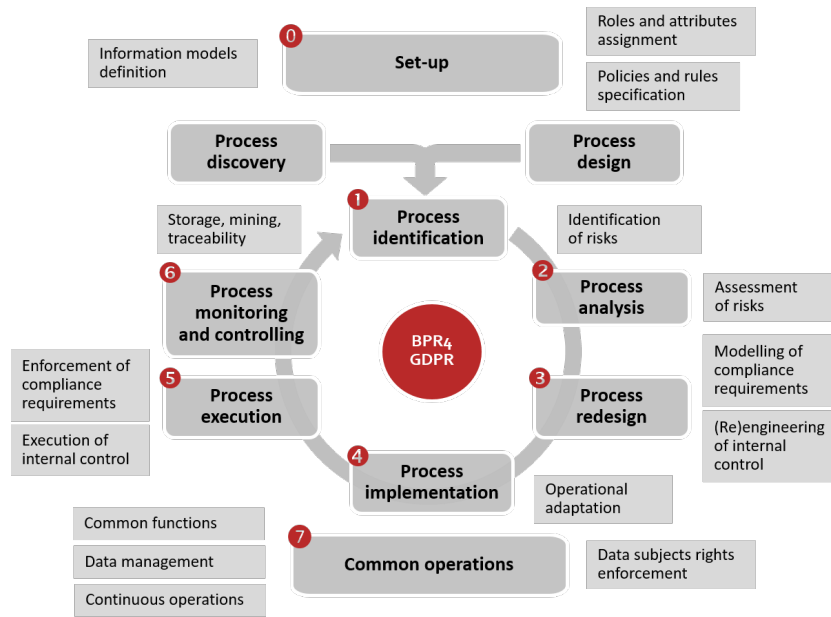 0
Set-up
Information models
definition
Roles and attributes
assignment
Policies and rules
specification
Process
discovery
Process
design
1
Process
identification
Storage, mining,
traceability
Identification
of risks
6
Process
monitoring
and controlling
2
Process
analysis
Assessment
of risks
BPR4
GDPR
Enforcement of
compliance
requirements
5
Process
execution
3
Process
redesign
Modelling of
compliance
requirements
Execution of
internal control
(Re)engineering
of internal
control
4
Process
implementation
Operational
adaptation
Common functions
Data management
Continuous operations
7
Common operations
Data subjects rights
enforcement